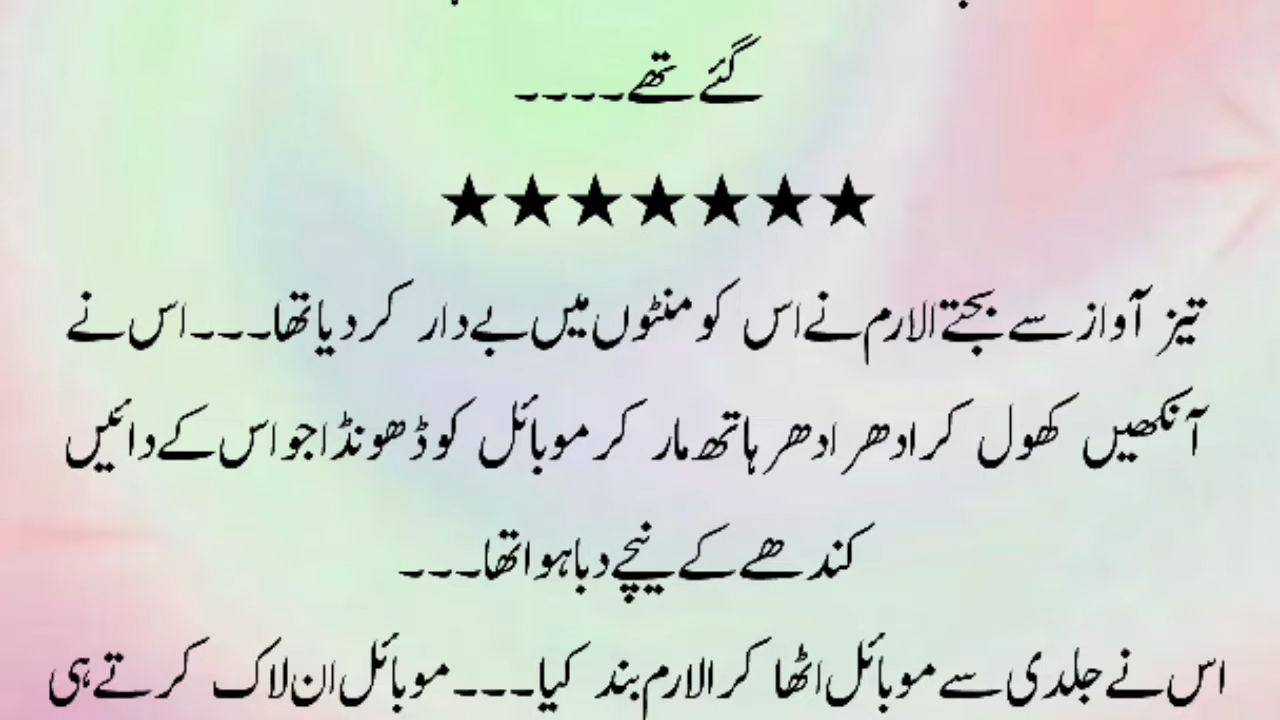 گئے تھے۔۔۔۔
★★★★★★★
تیز آواز سے بجتے الارم نے اس کو منٹوں میں بے دار کر دیا تھا۔۔۔اس نے
آنکھیں کھول کر ادھر ادھر ہاتھ مار کر موبائل کو ڈھونڈا جو اس کے دائیں
کندھے کے نیچے دبا ہوا تھا۔۔۔
اس نے جلدی سے موبائل اٹھا کر الارم بند کیا۔۔۔موبائل ان لاک کرتے ہی